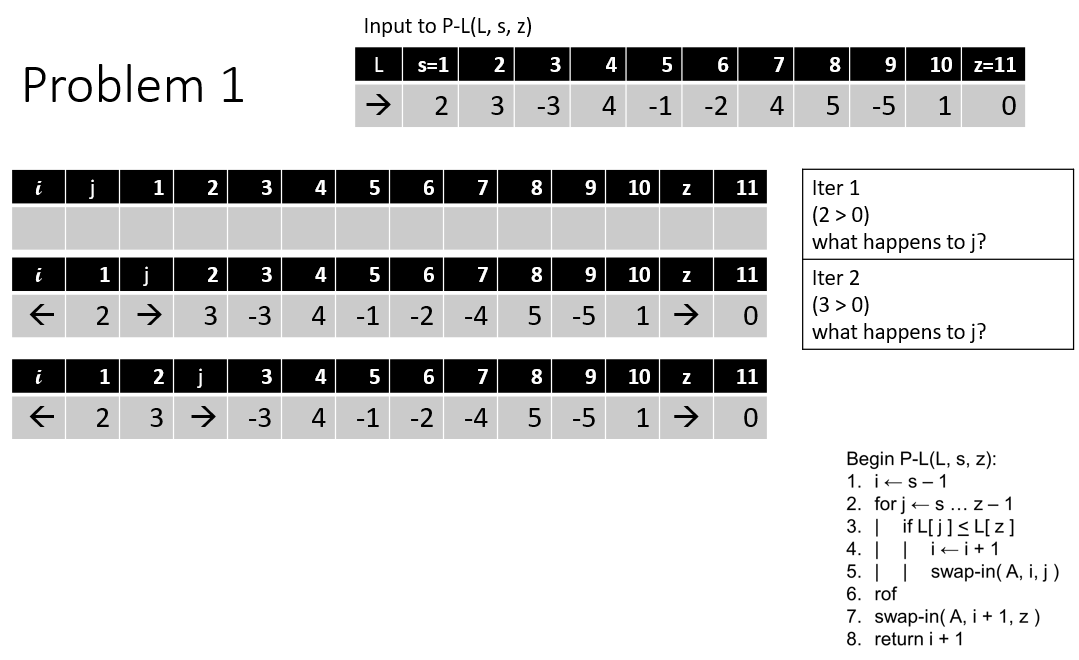 Input to P-L(L, s, z)
Problem 1
L s=1 2 3 4 5 6 7 8 9 10 z=11
→ 2 3 -3 4 -1 -2 4 5 -5 1 0
i j 1 2 3 4 5 6 7 8 9 10 z 11
i 1 j 2 3 4 5 6 7 8 9 10 z 11
← 2 → 3 -3 4 -1 -2 -4 5 -5 1 → 0
i 1 2 j 3 4 5 6 7 8 9 10 z 11
← 2 3 → -3 4 -1 -2 -4 5 -5 1 → 0
Iter 1
(2 > 0)
what happens to j?
Iter 2
(3 > 0)
what happens to j?
Begin P-L(L, s, z):
1. i ← s – 1
2. for j ← s … z – 1
3. | if L[ j ] ≤ L[ z ]
4. | | i ← i + 1
5. | | swap-in( A, i, j )
6. rof
7. swap-in( A, i + 1, z )
8. return i + 1